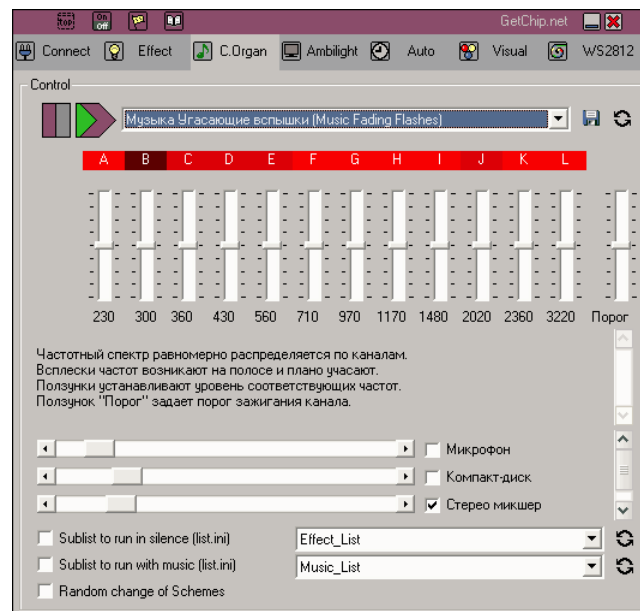 STOP On Off GetChip.net
Connect Effect C.Organ Ambilight Auto Visual WS2812
Control
Музыка Угасающие вспышки (Music Fading Flashes)
A B C D E F G H I J K L
230 300 360 430 560 710 970 1170 1480 2020 2360 3220 Порог
Частотный спектр равномерно распределяется по каналам.
Всплески частот возникают на полосе и плано учасают.
Ползунки устанавливают уровень соответствующих частот.
Ползунок "Порог" задает порог зажигания канала.
Микрофон
Компакт-диск
Стерео микшер
Sublist to run in silence (list.ini) Effect_List
Sublist to run with music (list.ini) Music_List
Random change of Schemes